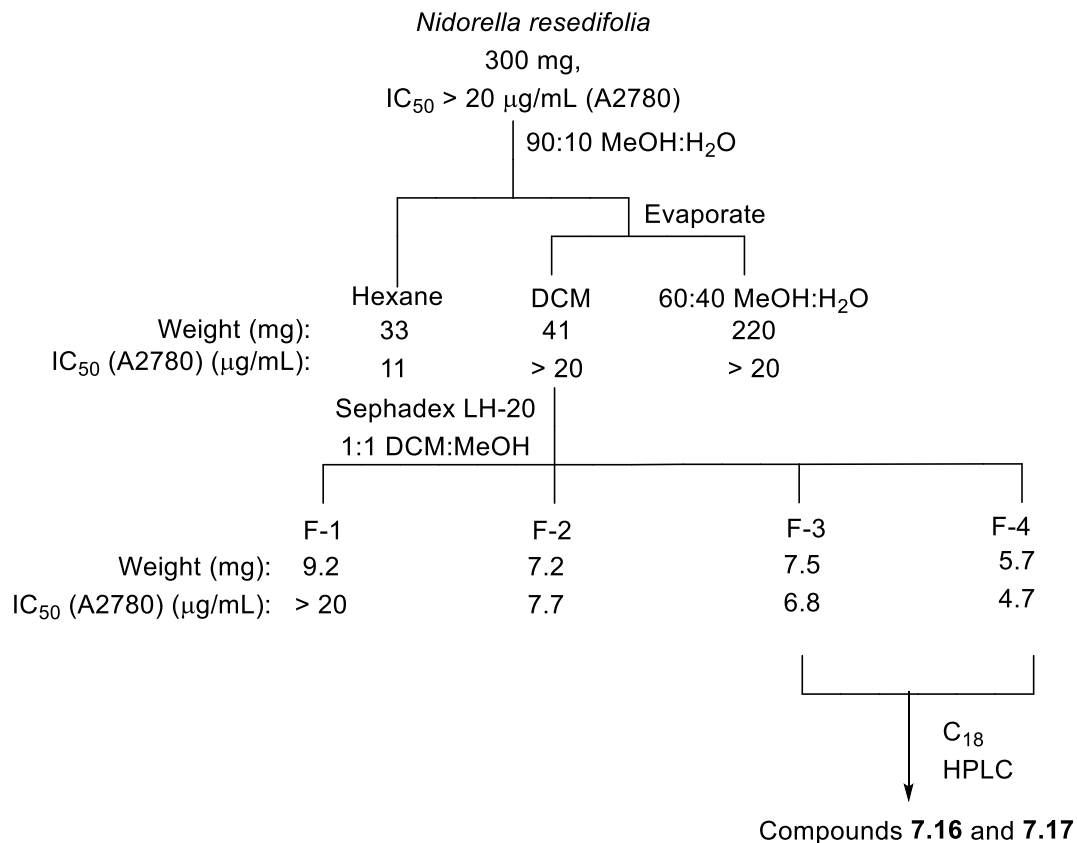 Nidorella resedifolia
300 mg,
IC50 > 20 μg/mL (A2780)
90:10 MeOH:H2O
Evaporate
Hexane DCM 60:40 MeOH:H2O
Weight (mg): 33 41 220
IC50 (A2780) (μg/mL): 11 > 20 > 20
Sephadex LH-20
1:1 DCM:MeOH
F-1 F-2 F-3 F-4
Weight (mg): 9.2 7.2 7.5 5.7
IC50 (A2780) (μg/mL): > 20 7.7 6.8 4.7
C18
HPLC
Compounds 7.16 and 7.17